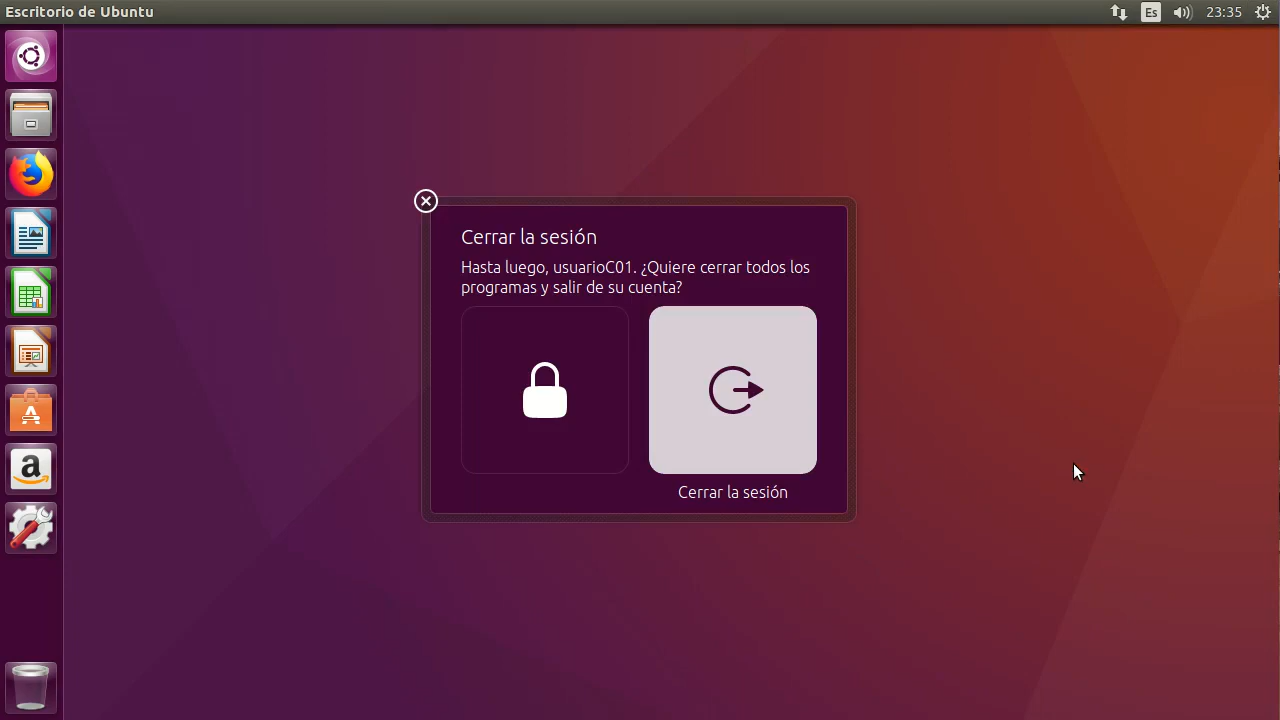 Escritorio de Ubuntu
Es
23:35
Cerrar la sesión
Hasta luego, usuarioC01. ¿Quiere cerrar todos los
programas y salir de su cuenta?
Cerrar la sesión